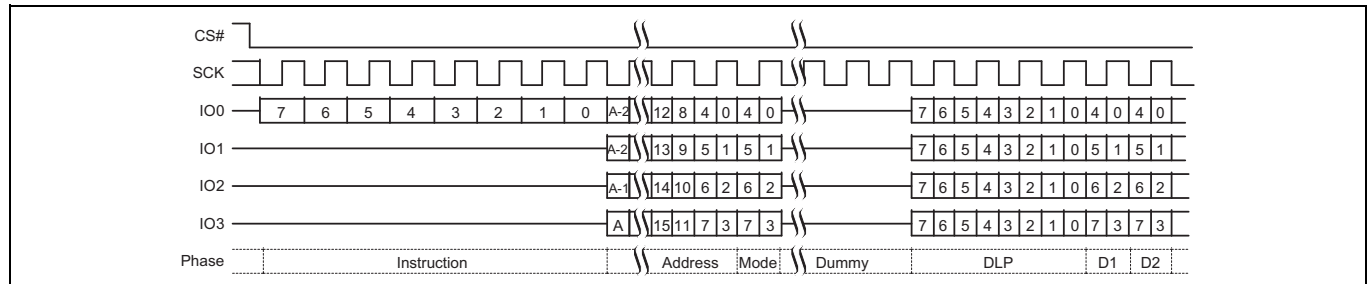 CS#
SCK
IO0 7 6 5 4 3 2 1 0 A-2 12 8 4 0 4 0 7 6 5 4 3 2 1 0 4 0 4 0
IO1 A-2 13 9 5 1 5 1 7 6 5 4 3 2 1 0 5 1 5 1
IO2 A-1 14 10 6 2 6 2 7 6 5 4 3 2 1 0 6 2 6 2
IO3 A 15 11 7 3 7 3 7 6 5 4 3 2 1 0 7 3 7 3
Phase Instruction Address Mode Dummy DLP D1 D2